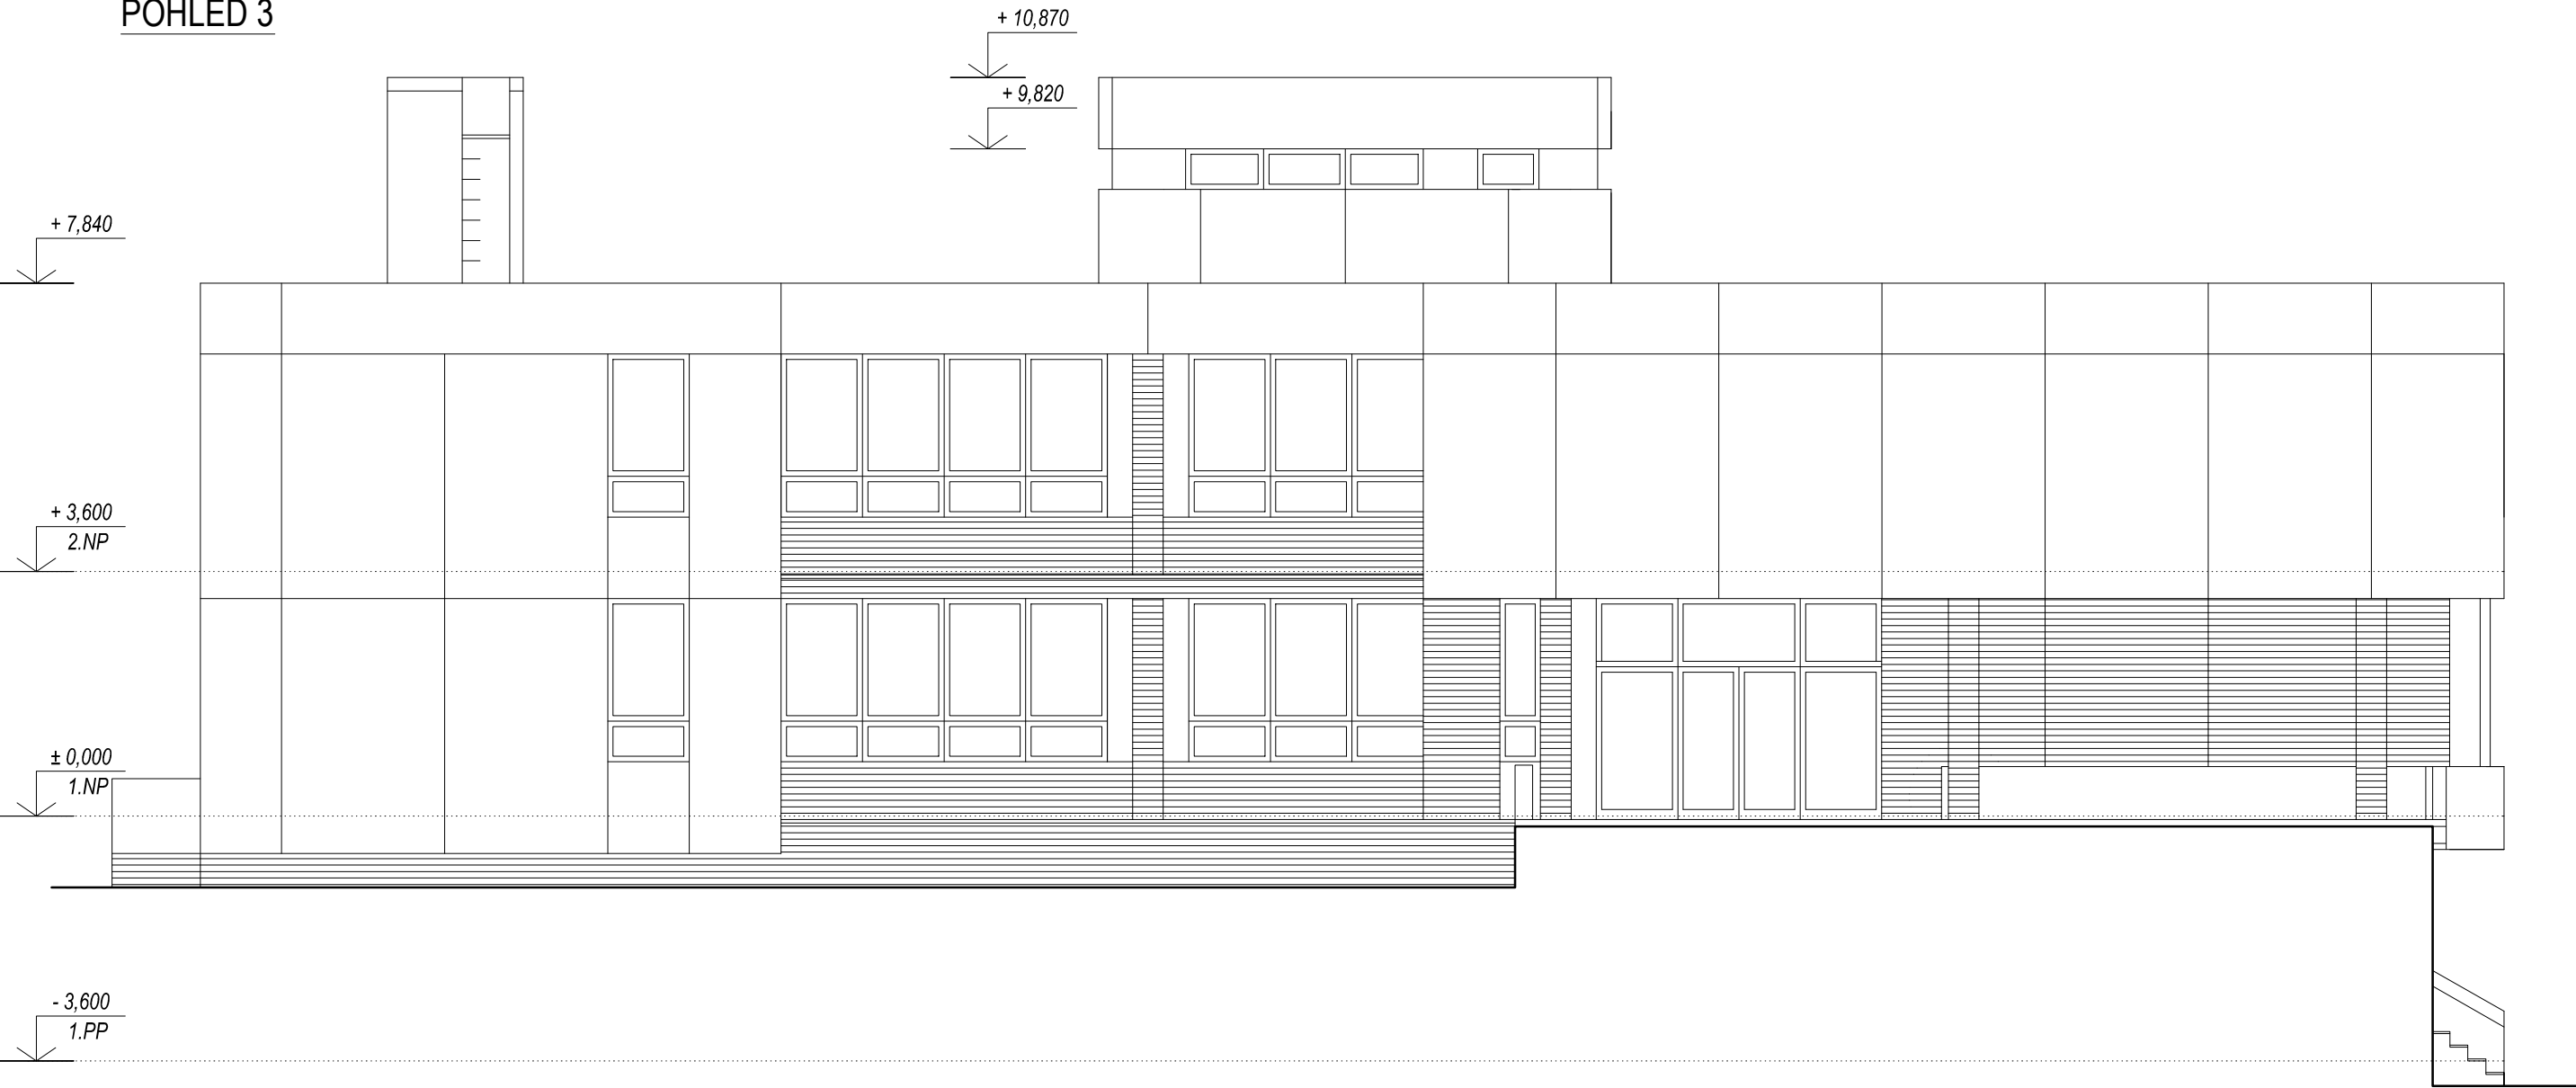 POHLED 3
+ 10,870
+ 9,820
+ 7,840
+ 3,600
2.NP
± 0,000
1.NP
- 3,600
1.PP